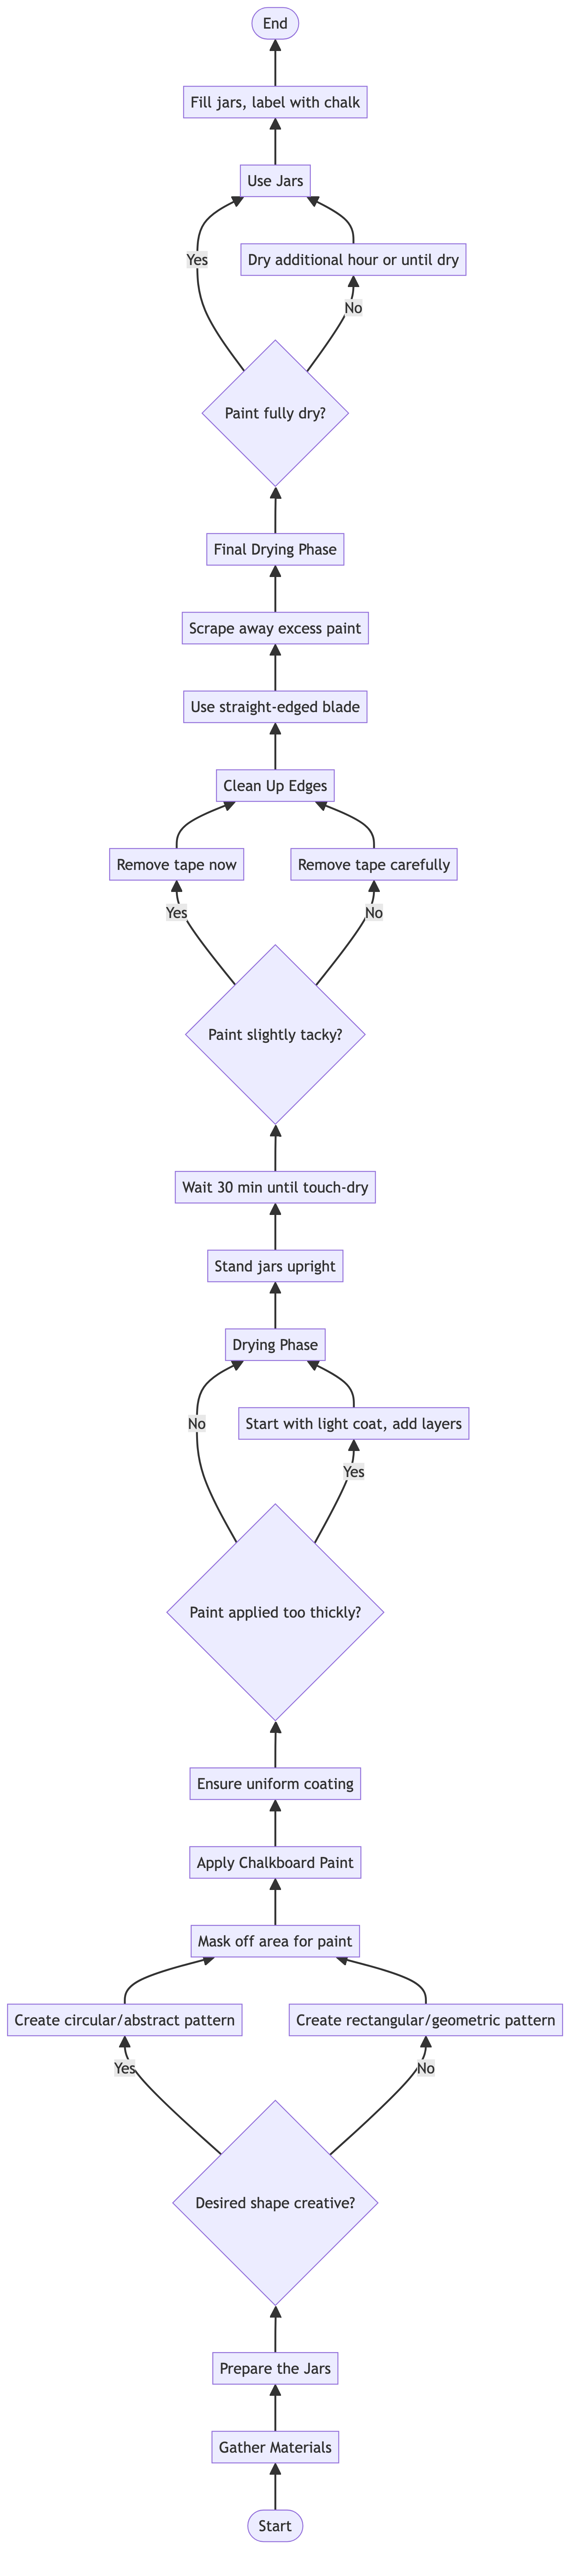 End
Fill jars, label with chalk
Use Jars
Yes
Dry additional hour or until dry
No
Paint fully dry?
Final Drying Phase
Scrape away excess paint
Use straight-edged blade
Clean Up Edges
Remove tape now
Remove tape carefully
Yes
No
Paint slightly tacky?
Wait 30 min until touch-dry
Stand jars upright
Drying Phase
No
Start with light coat, add layers
Yes
Paint applied too thickly?
Ensure uniform coating
Apply Chalkboard Paint
Mask off area for paint
Create circular/abstract pattern
Create rectangular/geometric pattern
Yes
No
Desired shape creative?
Prepare the Jars
Gather Materials
Start